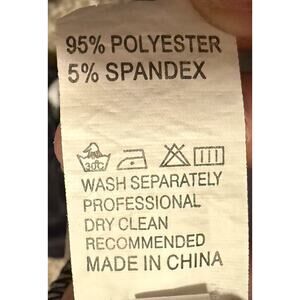 95% POLYESTER
5% SPANDEX
30°C
WASH SEPARATELY
PROFESSIONAL
DRY CLEAN
RECOMMENDED
MADE IN CHINA